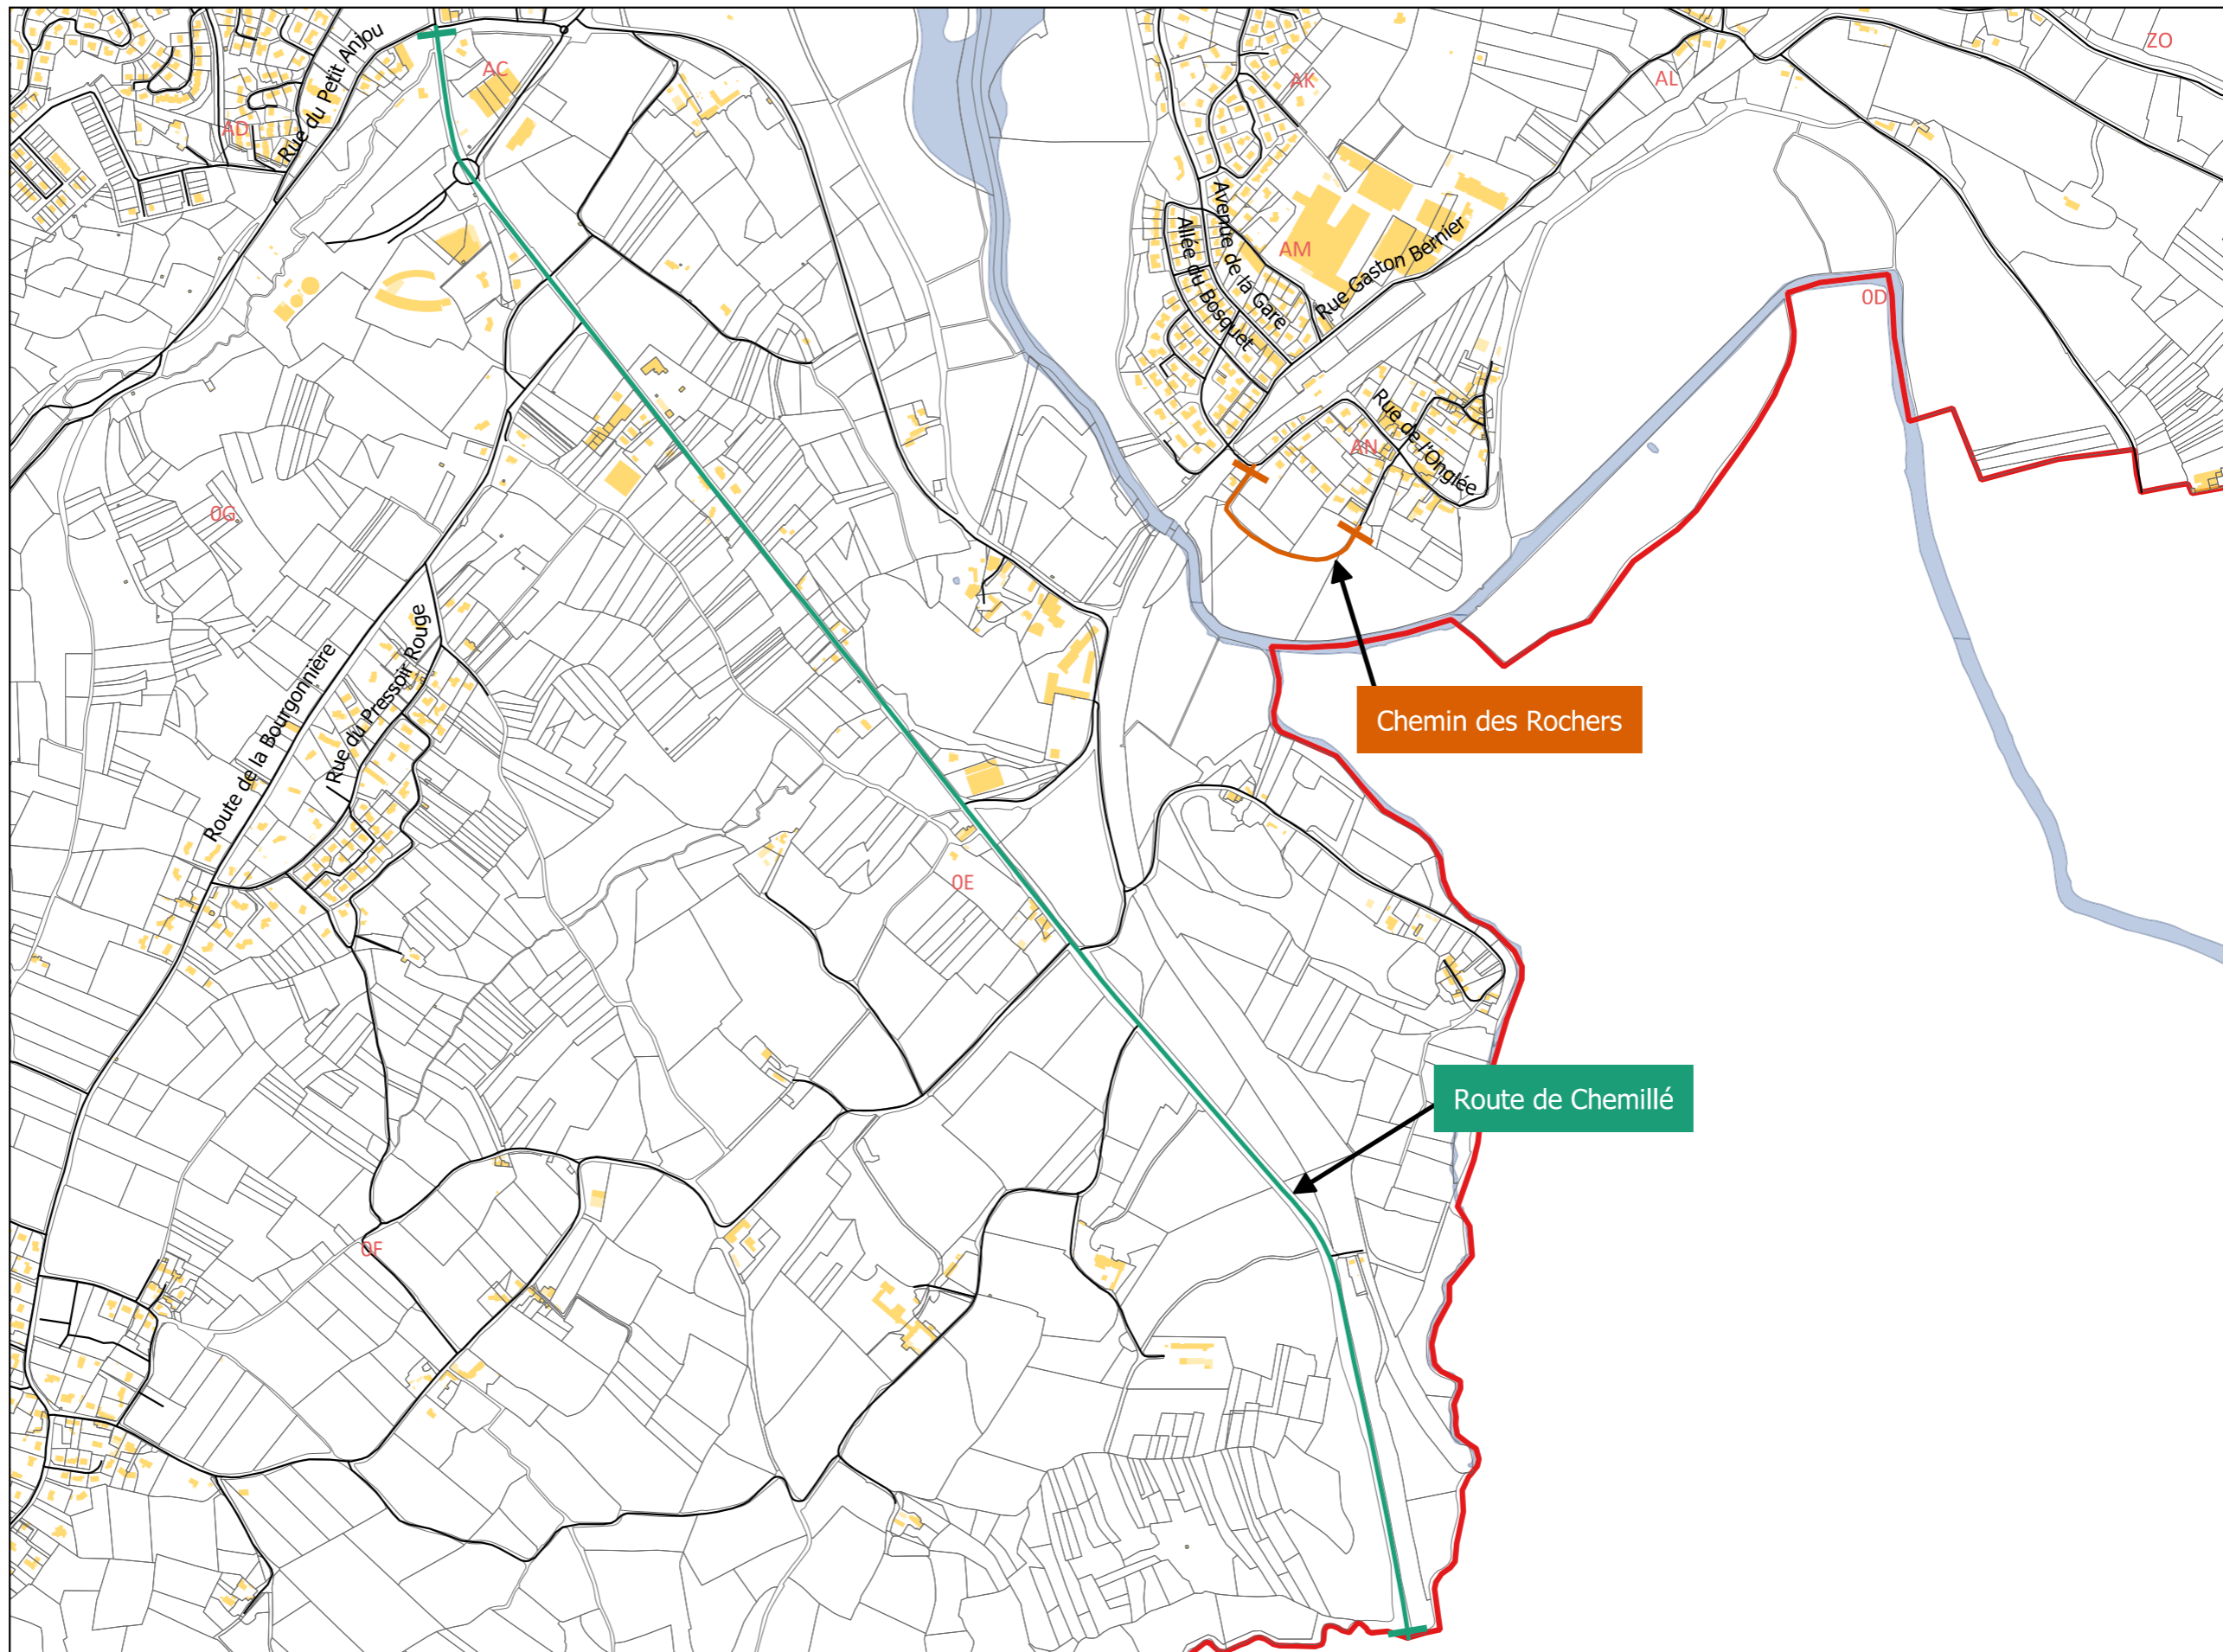 ZO
AC
AL
AK
Rue du Petit Anjou
AD
Avenue de la Gare
Allée du Bosquet
AM
Rue Gaston Bernier
0D
Rue de l'Onglée
AN
0G
Route de la Bourgonnière
Rue du Pressoir Rouge
Chemin des Rochers
0E
Route de Chemillé
0F